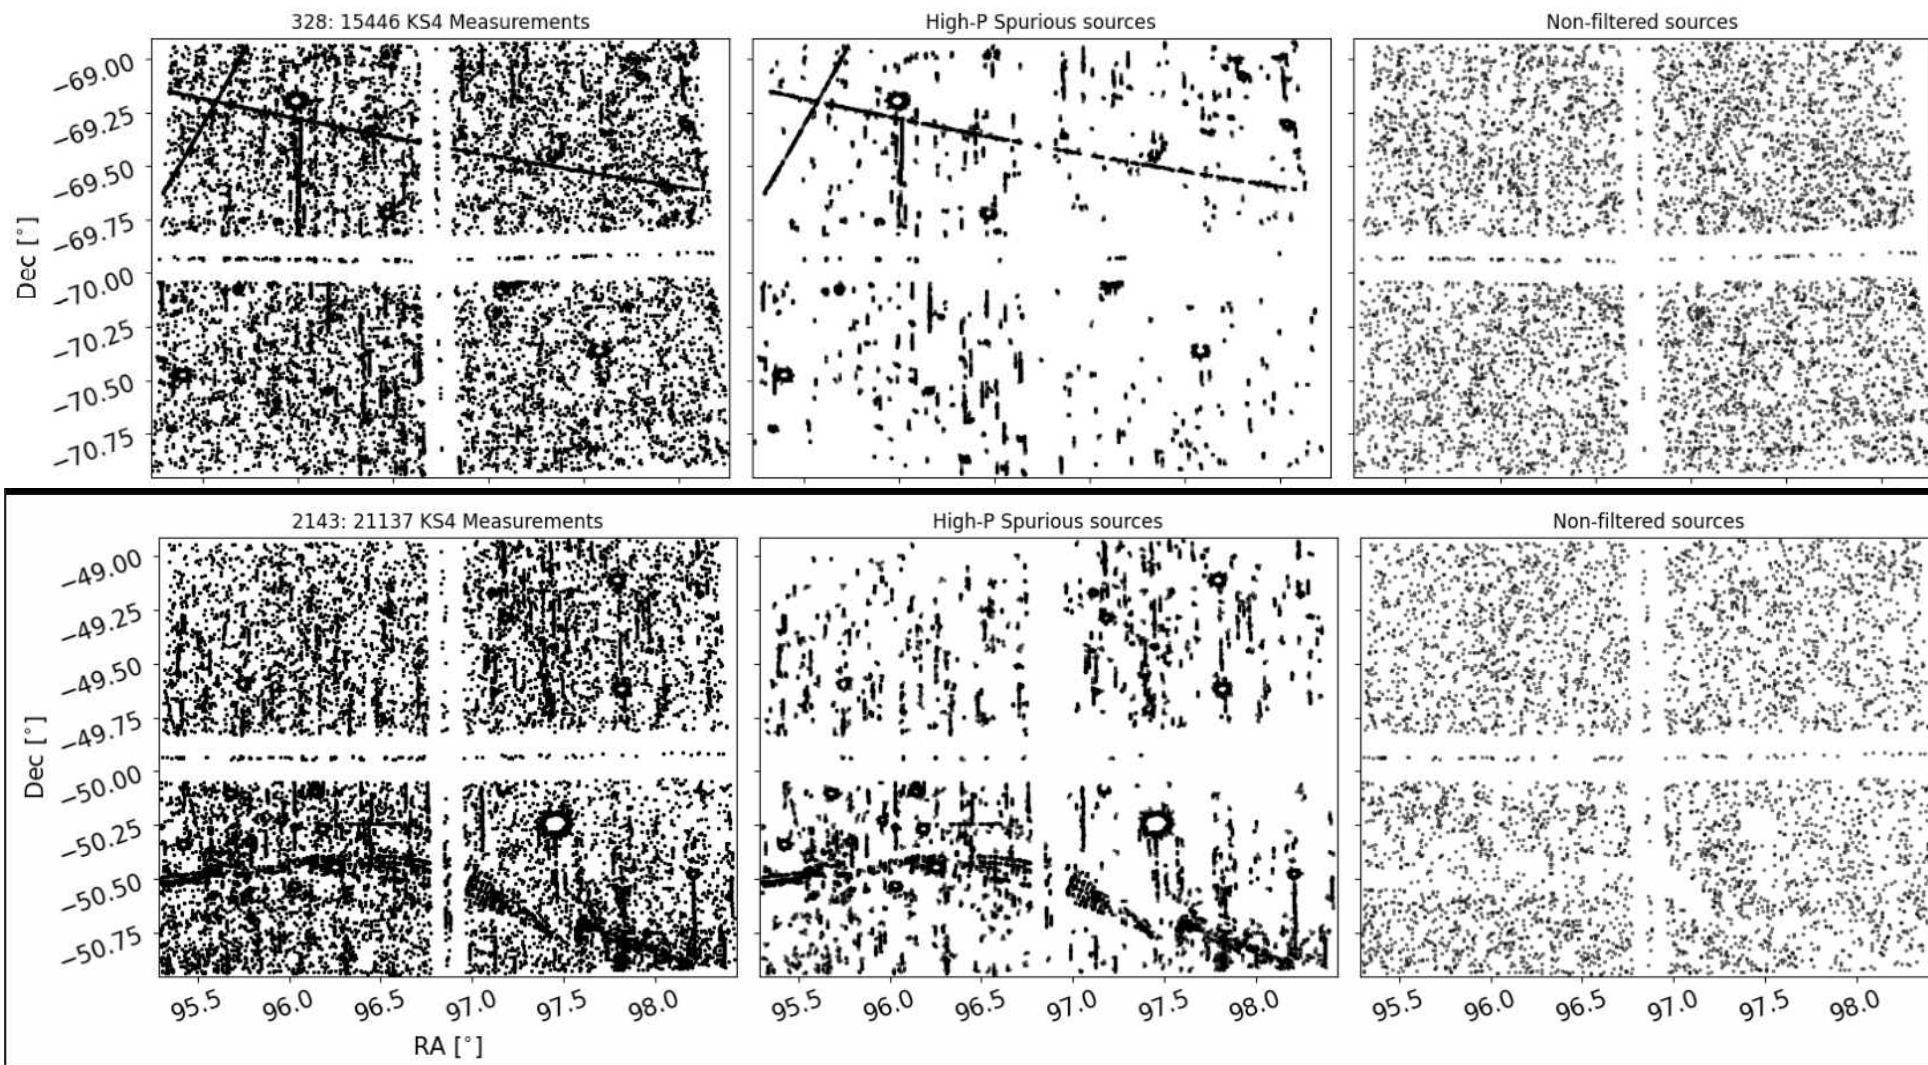 328: 15446 KS4 Measurements
High-P Spurious sources
Non-filtered sources
−69.00
−69.25
−69.50
−69.75
−70.00
−70.25
−70.50
−70.75
Dec [°]
2143: 21137 KS4 Measurements
High-P Spurious sources
Non-filtered sources
−49.00
−49.25
−49.50
−49.75
−50.00
−50.25
−50.50
−50.75
Dec [°]
95.5 96.0 96.5 97.0 97.5 98.0
95.5 96.0 96.5 97.0 97.5 98.0
95.5 96.0 96.5 97.0 97.5 98.0
RA [°]